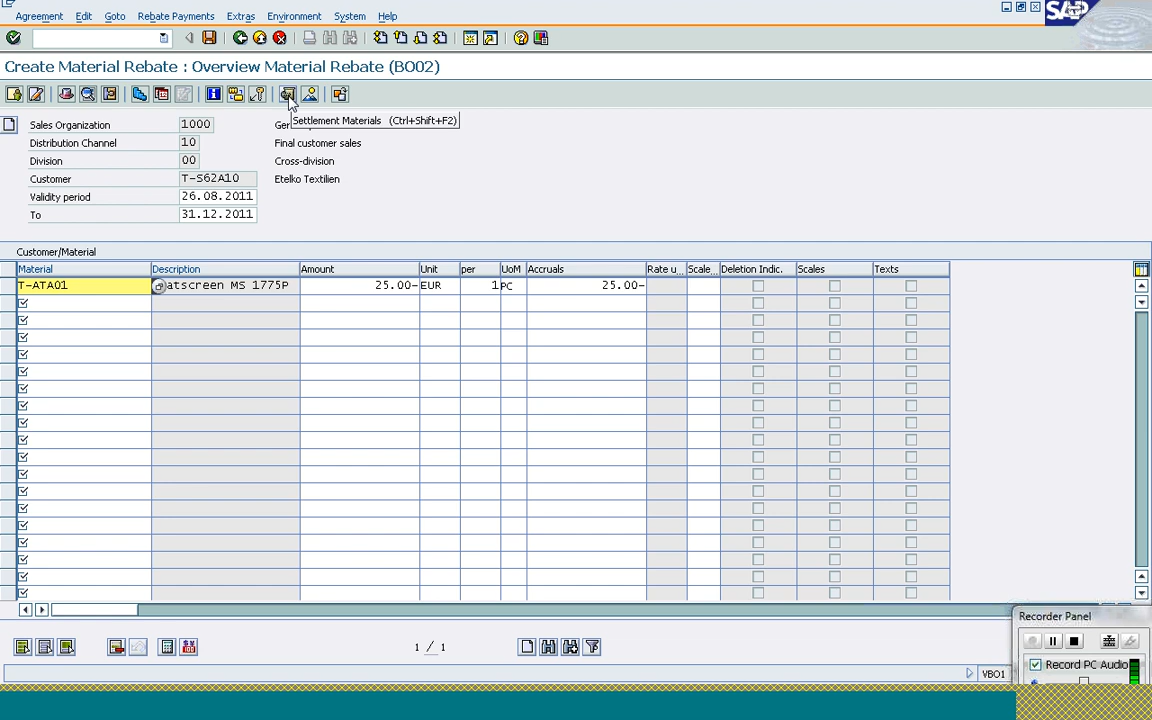 Agreement Edit Goto Rebate Payments Extras Environment System Help
SAP
Create Material Rebate : Overview Material Rebate (BO02)
Settlement Materials (Ctrl+Shift+F2)
Sales Organization 1000
Distribution Channel 10 Final customer sales
Division 00 Cross-division
Customer T-S62A10 Etelko Textilien
Validity period 26.08.2011
To 31.12.2011
Customer/Material
Material Description Amount Unit per UoM Accruals Rate u... Scale... Deletion Indic. Scales Texts
T-ATA01 atscreen MS 1775P 25.00- EUR 1 PC 25.00-
1 / 1
VBO1
Recorder Panel
Record PC Audio